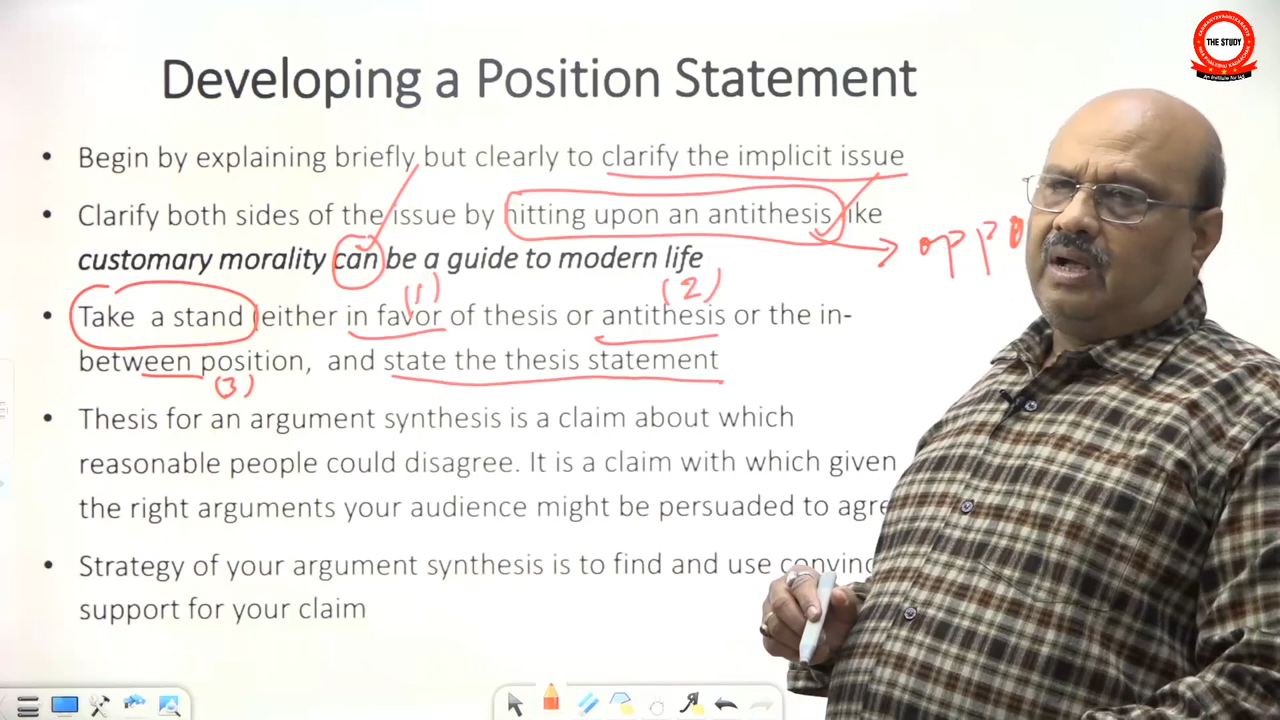 Developing a Position Statement
THE STUDY
An Institute for IAS
• Begin by explaining briefly but clearly to clarify the implicit issue
• Clarify both sides of the issue by hitting upon an antithesis like
customary morality can be a guide to modern life
oppo
(1)
(2)
• Take a stand (either in favor of thesis or antithesis or the in-
between position, and state the thesis statement
(3)
• Thesis for an argument synthesis is a claim about which
reasonable people could disagree. It is a claim with which given
the right arguments your audience might be persuaded to agre
• Strategy of your argument synthesis is to find and use convinc
support for your claim